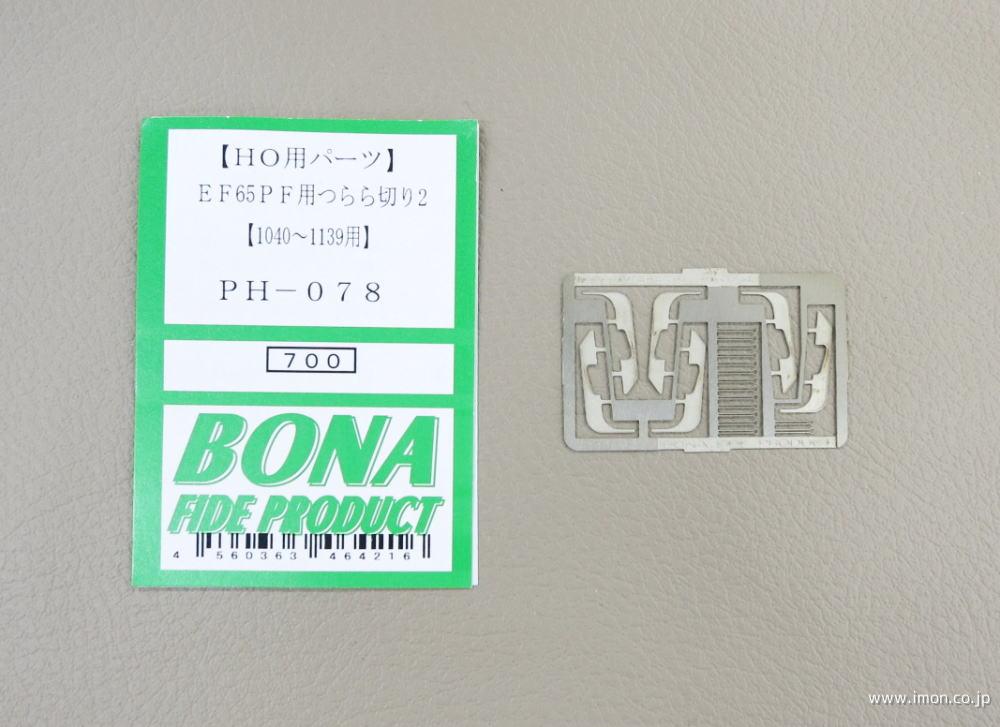 【HO用パーツ】
EF65PF用つらら切り2
【1040～1139用】
PH－078
700
BONA
FIDE PRODUCT
4 560363 464216
www.imon.co.jp